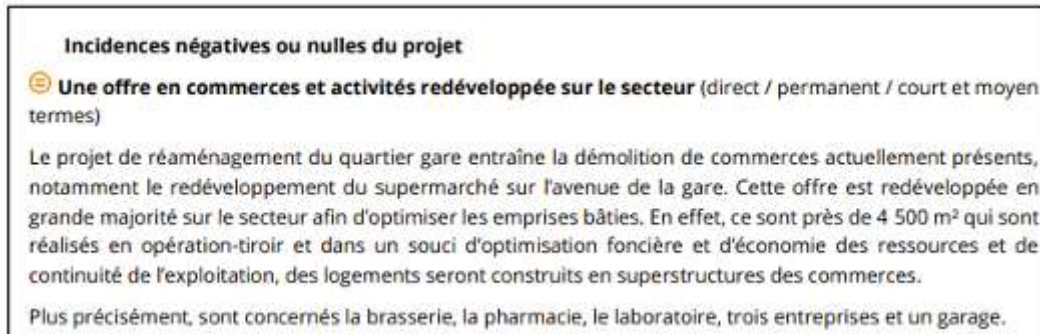 Incidences négatives ou nulles du projet
Une offre en commerces et activités redéveloppée sur le secteur (direct / permanent / court et moyen
termes)
Le projet de réaménagement du quartier gare entraîne la démolition de commerces actuellement présents,
notamment le redéveloppement du supermarché sur l'avenue de la gare. Cette offre est redéveloppée en
grande majorité sur le secteur afin d'optimiser les emprises bâties. En effet, ce sont près de 4 500 m² qui sont
réalisés en opération-tiroir et dans un souci d'optimisation foncière et d'économie des ressources et de
continuité de l'exploitation, des logements seront construits en superstructures des commerces.
Plus précisément, sont concernés la brasserie, la pharmacie, le laboratoire, trois entreprises et un garage.